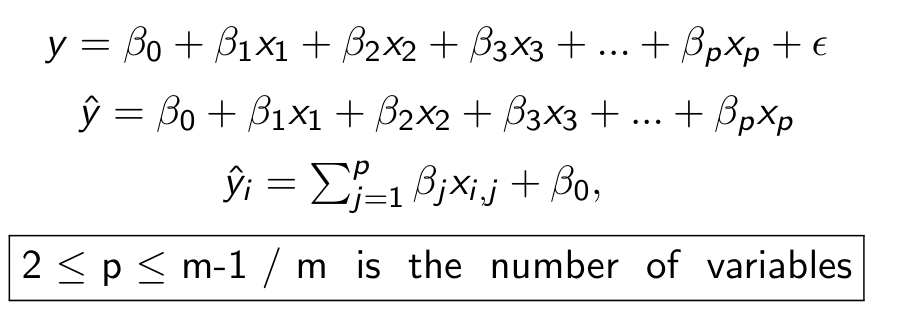 y = β₀ + β₁x₁ + β₂x₂ + β₃x₃ + ... + βₚxₚ + ϵ
ŷ = β₀ + β₁x₁ + β₂x₂ + β₃x₃ + ... + βₚxₚ
ŷᵢ = ∑ᵖⱼ₌₁ βⱼxᵢ,ⱼ + β₀,
2 ≤ p ≤ m-1 / m is the number of variables